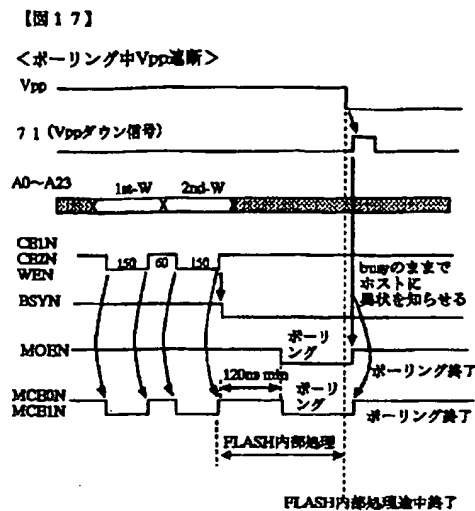 【図17】
<ポーリング中Vpp遮断>
Vpp
71(Vppダウン信号)
A0~A23
1st-W
2nd-W
CE1N
CE2N
WEN
150
60
150
BSYN
busyのままで
ホストに
異状を知らせる
MOEN
ポーリ
ング
ポーリング終了
120ns min
MCE0N
MCE1N
ポーリ
ング
ポーリング終了
FLASH内部処理
FLASH内部処理途中終了